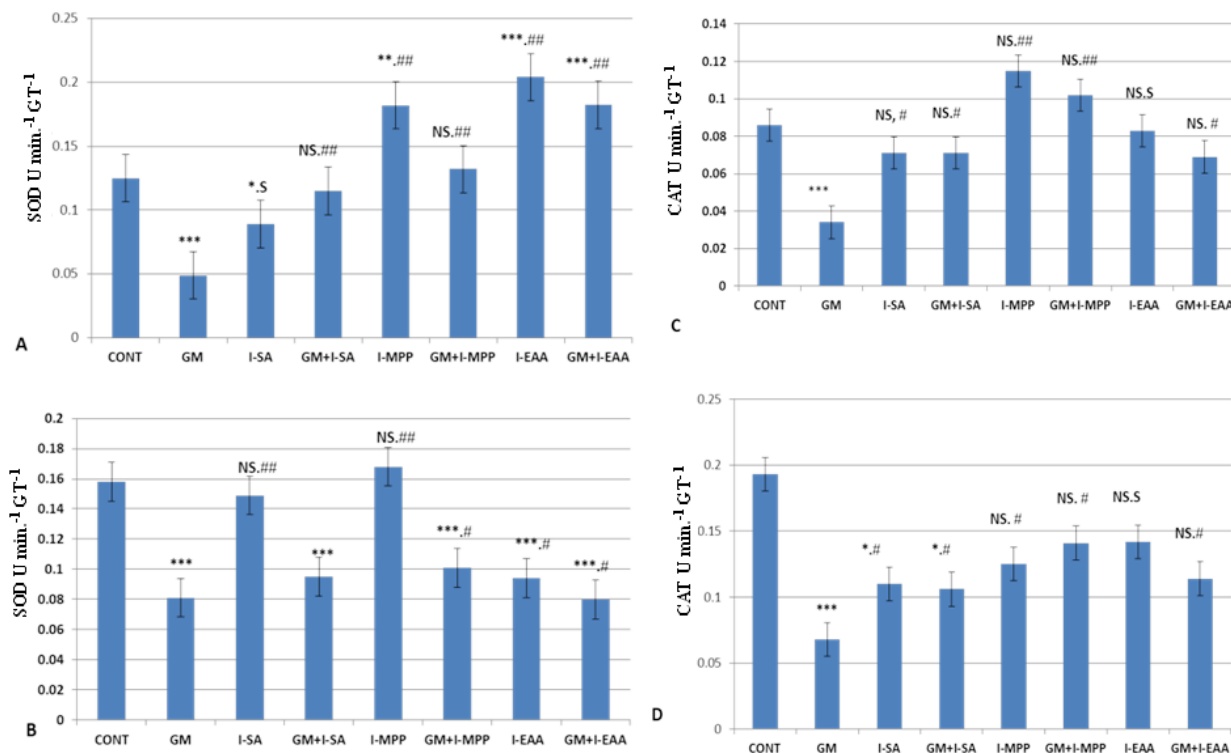 SOD U min.-1 GT-1
0.25
0.2
0.15
0.1
0.05
0
***
*.S
NS.##
**.##
NS.##
***.##
***.##
A
CONT GM I-SA GM+I-SA I-MPP GM+I-MPP I-EAA GM+I-EAA
SOD U min.-1 GT-1
0.2
0.18
0.16
0.14
0.12
0.1
0.08
0.06
0.04
0.02
0
***
NS.##
***
NS.##
***.#
***.#
***.#
B
CONT GM I-SA GM+I-SA I-MPP GM+I-MPP I-EAA GM+I-EAA
CAT U min.-1 GT-1
0.14
0.12
0.1
0.08
0.06
0.04
0.02
0
***
NS, #
NS.#
NS.##
NS.##
NS.S
NS. #
C
CONT GM I-SA GM+I-SA I-MPP GM+I-MPP I-EAA GM+I-EAA
CAT U min.-1 GT-1
0.2
0.15
0.1
0.05
0
***
*.#
*.#
NS. #
NS. #
NS.S
NS.#
D
CONT GM I-SA GM+I-SA I-MPP GM+I-MPP I-EAA GM+I-EAA